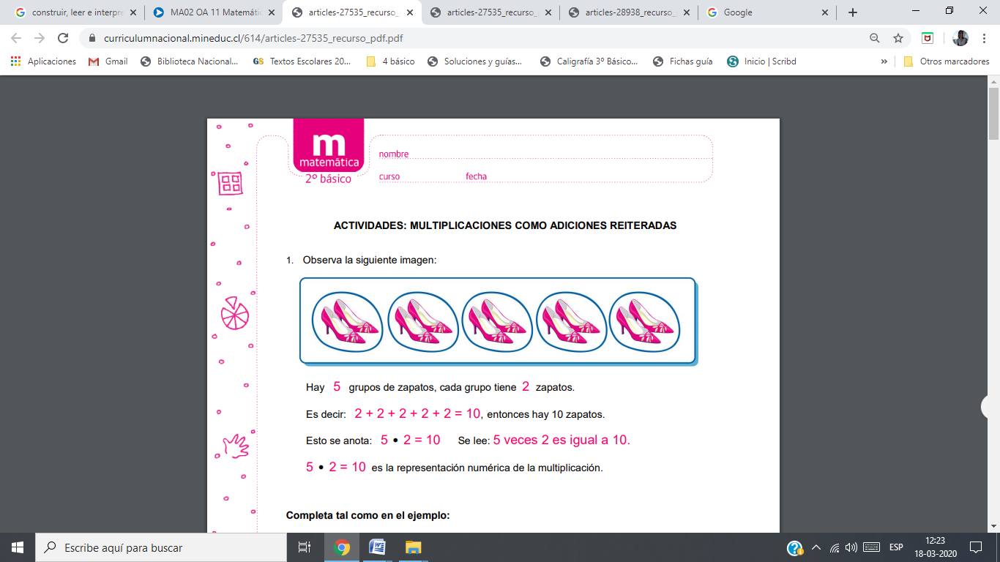 construir, leer e interpre
MA02 OA 11 Matemáti
articles-27535_recurso_
articles-27535_recurso_
articles-28938_recurso_
Google
curriculumnacional.mineduc.cl/614/articles-27535_recurso_pdf.pdf
Aplicaciones
Gmail
Biblioteca Nacional...
GS Textos Escolares 20...
4 básico
Soluciones y guías...
Caligrafía 3º Básico...
Fichas guía
Inicio | Scribd
»
Otros marcadores
m
matemática
2° básico
nombre
curso fecha
ACTIVIDADES: MULTIPLICACIONES COMO ADICIONES REITERADAS
1. Observa la siguiente imagen:
Hay 5 grupos de zapatos, cada grupo tiene 2 zapatos.
Es decir: 2 + 2 + 2 + 2 + 2 = 10, entonces hay 10 zapatos.
Esto se anota: 5 • 2 = 10 Se lee: 5 veces 2 es igual a 10.
5 • 2 = 10 es la representación numérica de la multiplicación.
Completa tal como en el ejemplo:
Escribe aquí para buscar
ESP
12:23
18-03-2020